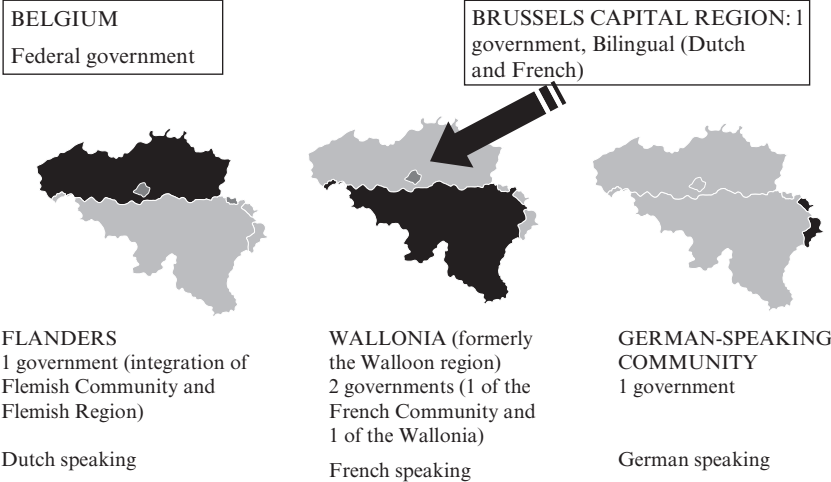 BELGIUM
Federal government
BRUSSELS CAPITAL REGION: 1
government, Bilingual (Dutch
and French)
FLANDERS
1 government (integration of
Flemish Community and
Flemish Region)
Dutch speaking
WALLONIA (formerly
the Walloon region)
2 governments (1 of the
French Community and
1 of the Wallonia)
French speaking
GERMAN-SPEAKING
COMMUNITY
1 government
German speaking